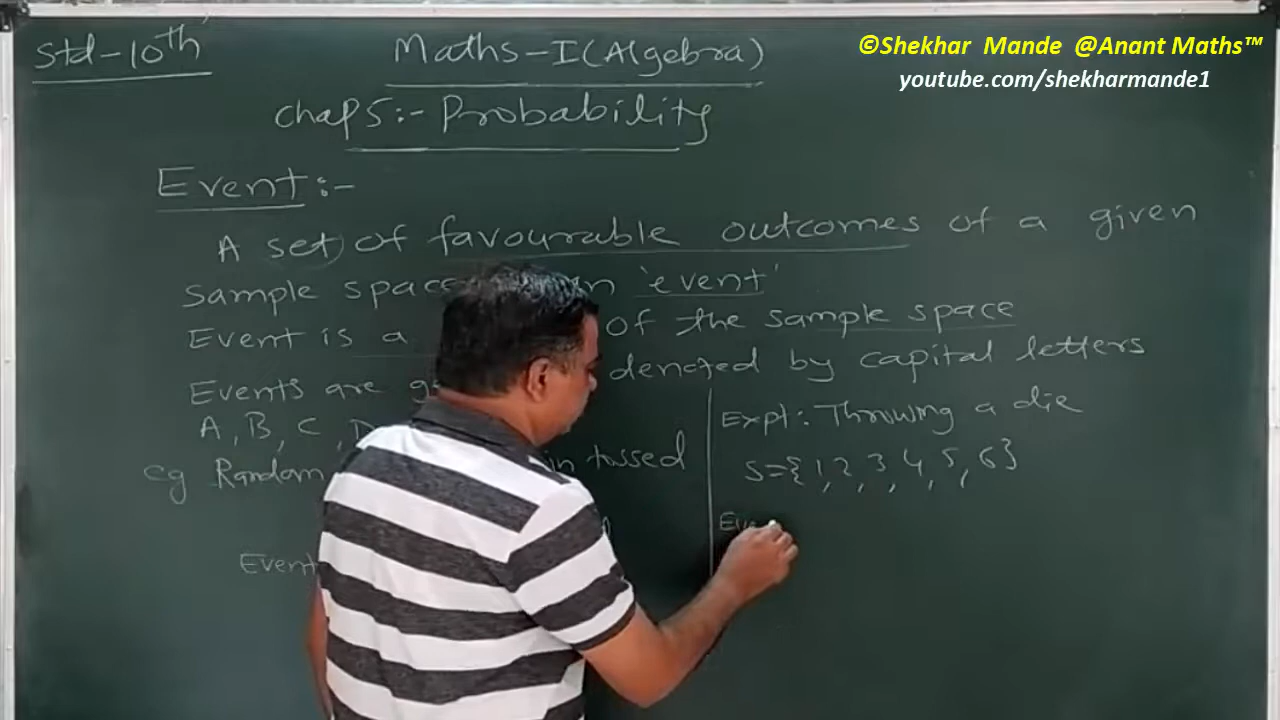 Std-10th
Maths-I (Algebra)
©Shekhar Mande @Anant Maths™
youtube.com/shekharmande1
Chap 5:- Probability
Event:-
A set of favourable outcomes of a given
sample space 'event'
Event is a of the sample space
Events are denoted by capital letters
A, B, C, D
eg Random tossed
Event
Expt: Throwing a die
S={1,2,3,4,5,6}